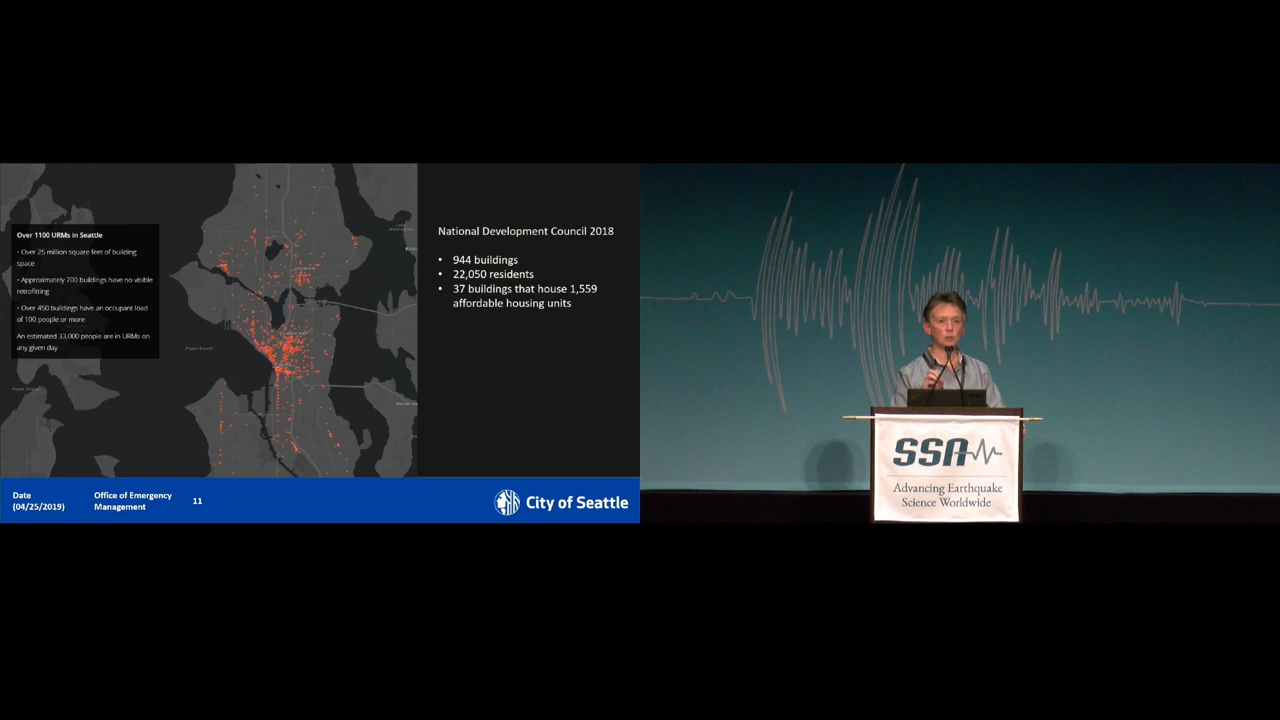 Over 1100 URMs in Seattle
• Over 25 million square feet of building
space
• Approximately 700 buildings have no visible
retrofitting
• Over 450 buildings have an occupant load
of 100 people or more
An estimated 33,000 people are in URMs on
any given day
Puget Sound
National Development Council 2018
• 944 buildings
• 22,050 residents
• 37 buildings that house 1,559
affordable housing units
Date
(04/25/2019)
Office of Emergency
Management
11
City of Seattle
SSA
Advancing Earthquake
Science Worldwide